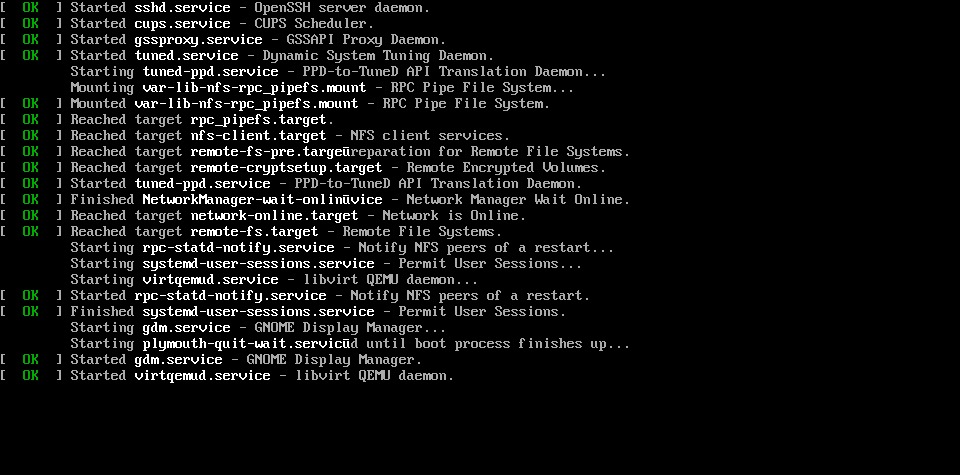 [  OK  ] Started sshd.service - OpenSSH server daemon.
[  OK  ] Started cups.service - CUPS Scheduler.
[  OK  ] Started gssproxy.service - GSSAPI Proxy Daemon.
[  OK  ] Started tuned.service - Dynamic System Tuning Daemon.
         Starting tuned-ppd.service - PPD-to-TuneD API Translation Daemon...
         Mounting var-lib-nfs-rpc_pipefs.mount - RPC Pipe File System...
[  OK  ] Mounted var-lib-nfs-rpc_pipefs.mount - RPC Pipe File System.
[  OK  ] Reached target rpc_pipefs.target.
[  OK  ] Reached target nfs-client.target - NFS client services.
[  OK  ] Reached target remote-fs-pre.targeūreparation for Remote File Systems.
[  OK  ] Reached target remote-cryptsetup.target - Remote Encrypted Volumes.
[  OK  ] Started tuned-ppd.service - PPD-to-TuneD API Translation Daemon.
[  OK  ] Finished NetworkManager-wait-onlinūvice - Network Manager Wait Online.
[  OK  ] Reached target network-online.target - Network is Online.
[  OK  ] Reached target remote-fs.target - Remote File Systems.
         Starting rpc-statd-notify.service - Notify NFS peers of a restart...
         Starting systemd-user-sessions.service - Permit User Sessions...
         Starting virtqemud.service - libvirt QEMU daemon...
[  OK  ] Started rpc-statd-notify.service - Notify NFS peers of a restart.
[  OK  ] Finished systemd-user-sessions.service - Permit User Sessions.
         Starting gdm.service - GNOME Display Manager...
         Starting plymouth-quit-wait.servicūd until boot process finishes up...
[  OK  ] Started gdm.service - GNOME Display Manager.
[  OK  ] Started virtqemud.service - libvirt QEMU daemon.